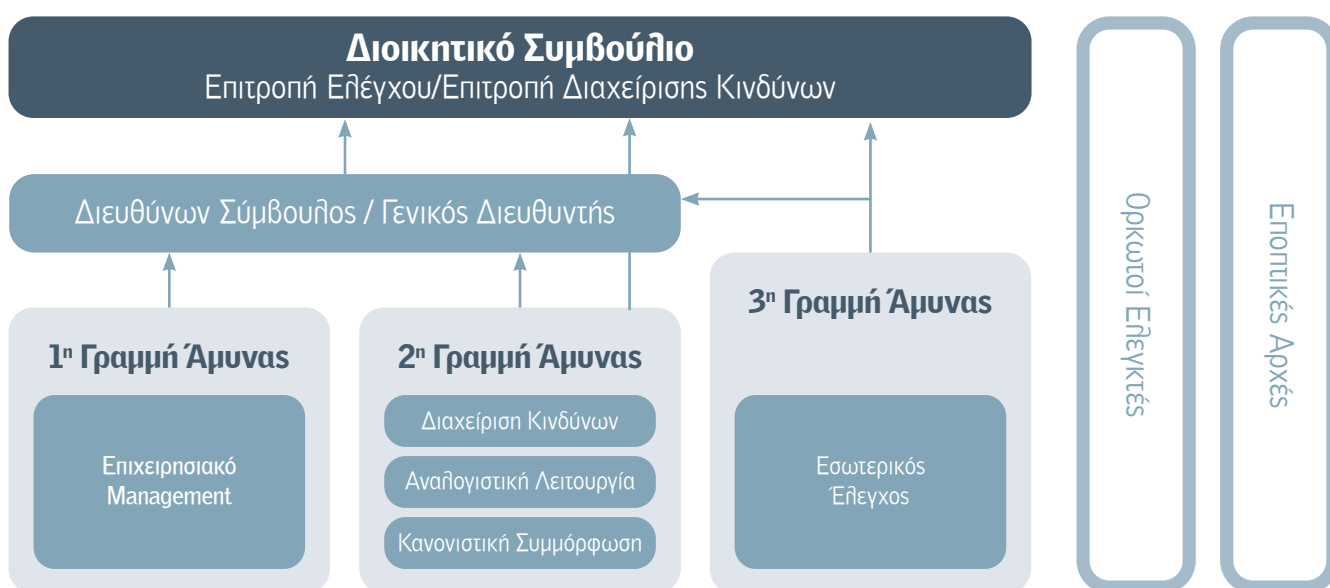 Διοικητικό Συμβούλιο
Επιτροπή Ελέγχου/Επιτροπή Διαχείρισης Κινδύνων
Διευθύνων Σύμβουλος / Γενικός Διευθυντής
1η Γραμμή Άμυνας
Επιχειρησιακό
Management
2η Γραμμή Άμυνας
Διαχείριση Κινδύνων
Αναλογιστική Λειτουργία
Κανονιστική Συμμόρφωση
3η Γραμμή Άμυνας
Εσωτερικός
Έλεγχος
Ορκωτοί Ελεγκτές
Εποπτικές Αρχές